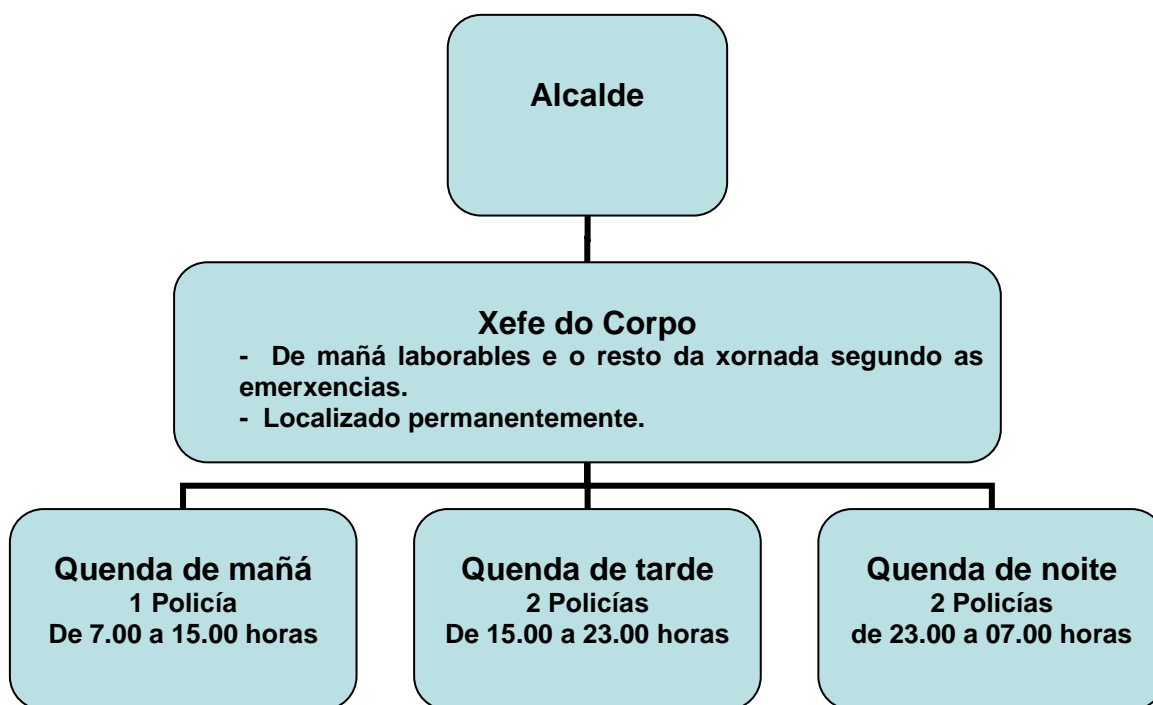 Alcalde
Xefe do Corpo
- De mañá laborables e o resto da xornada segundo as
emerxencias.
- Localizado permanentemente.
Quenda de mañá
1 Policía
De 7.00 a 15.00 horas
Quenda de tarde
2 Policías
De 15.00 a 23.00 horas
Quenda de noite
2 Policías
de 23.00 a 07.00 horas